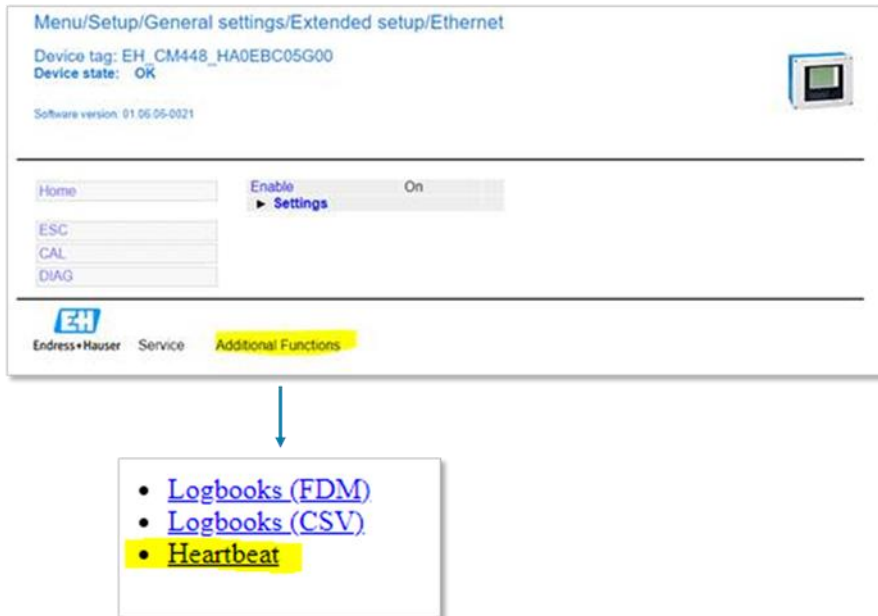 Menu/Setup/General settings/Extended setup/Ethernet
Device tag: EH_CM448_HA0EBC05G00
Device state: OK
Software version: 01.06.06-0021
Home
Enable On
► Settings
ESC
CAL
DIAG
EH
Endress+Hauser Service Additional Functions
• Logbooks (FDM)
• Logbooks (CSV)
• Heartbeat